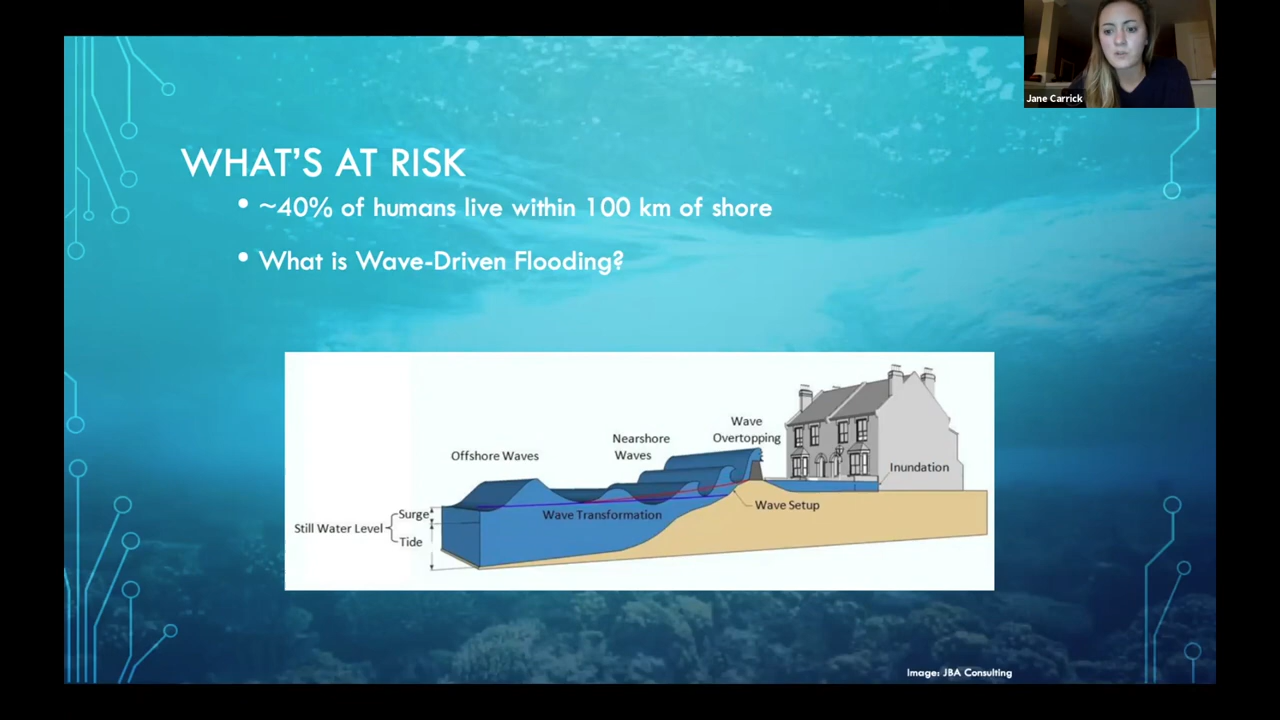 Jane Carrick
WHAT'S AT RISK
• ~40% of humans live within 100 km of shore
• What is Wave-Driven Flooding?
Wave
Overtopping
Nearshore
Waves
Offshore Waves
Inundation
Wave Setup
Surge
Wave Transformation
Still Water Level
Tide
Image: JBA Consulting